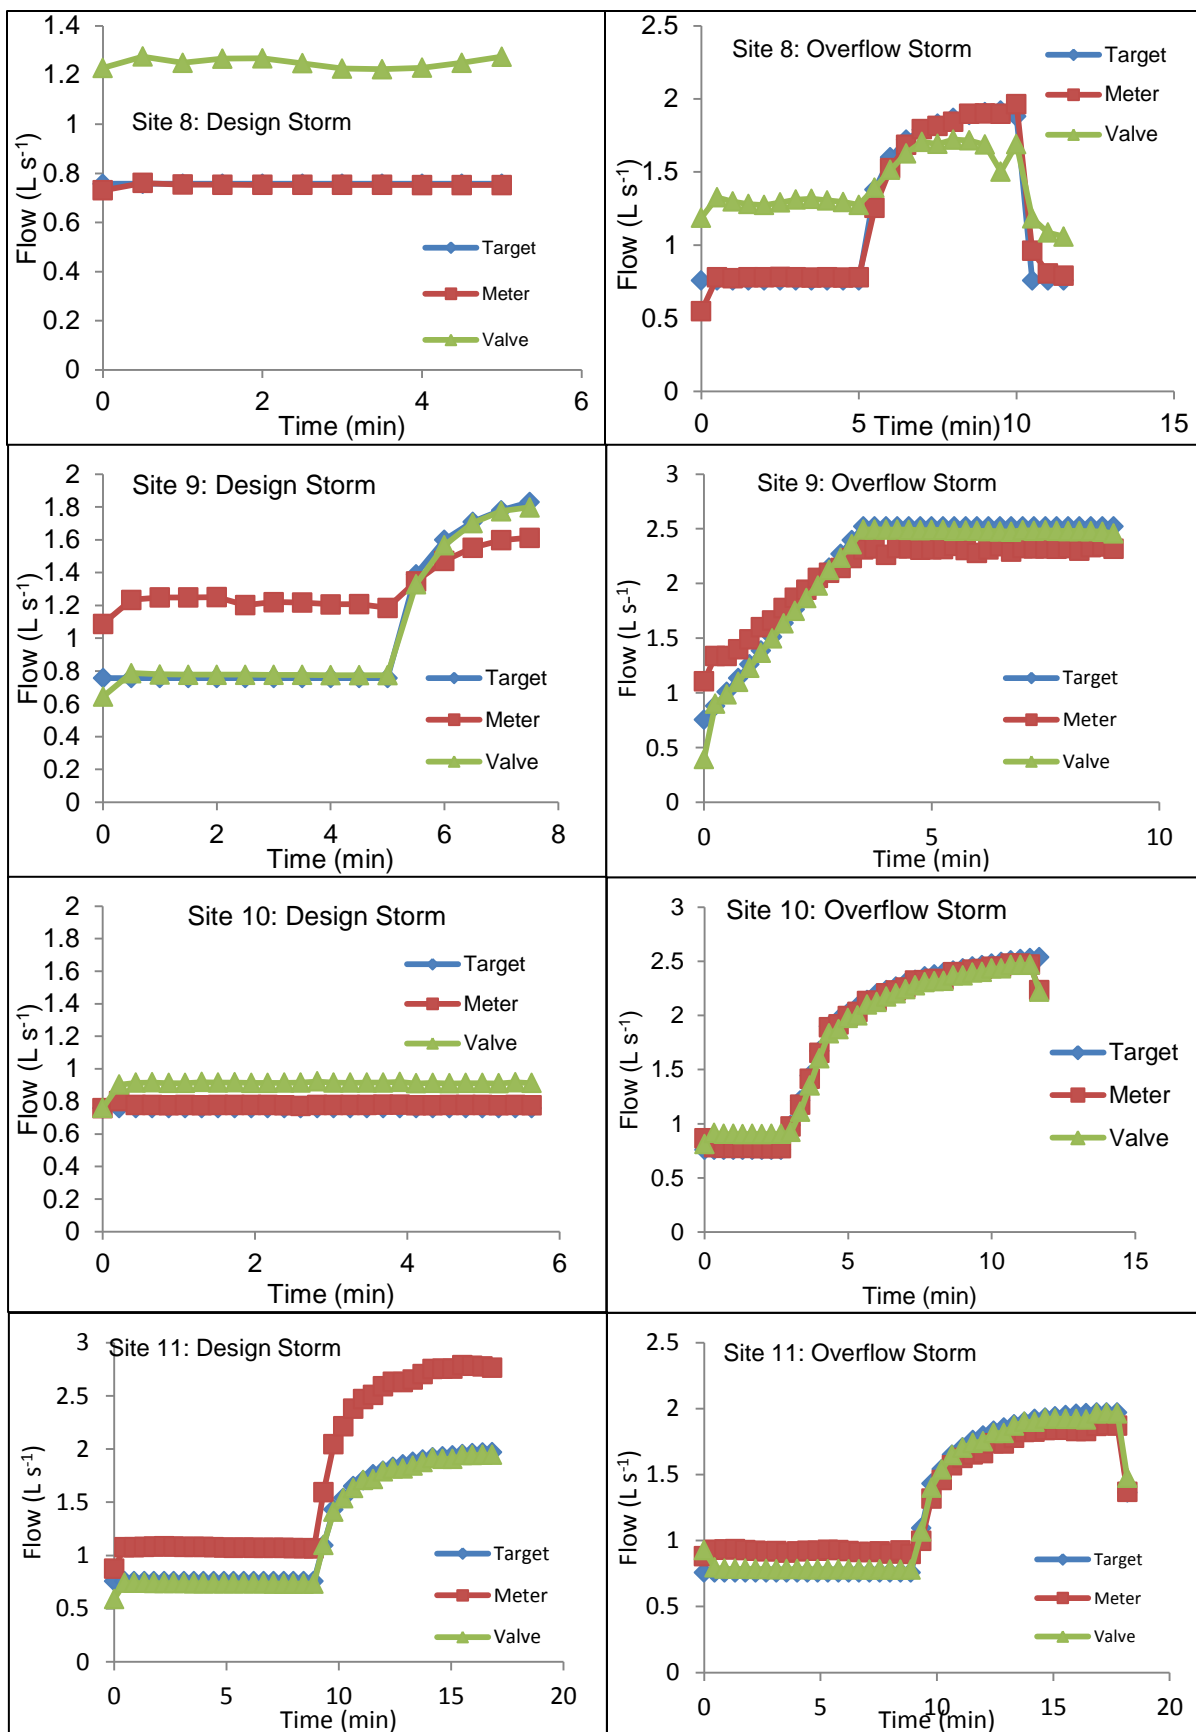 Site 8: Design Storm
Flow (L s⁻¹)
1.4
1.2
1
0.8
0.6
0.4
0.2
0
0
2
4
6
Time (min)
Target
Meter
Valve
Site 8: Overflow Storm
Flow (L s⁻¹)
2.5
2
1.5
1
0.5
0
0
5
10
15
Time (min)
Target
Meter
Valve
Site 9: Design Storm
Flow (L s⁻¹)
2
1.8
1.6
1.4
1.2
1
0.8
0.6
0.4
0.2
0
0
2
4
6
8
Time (min)
Target
Meter
Valve
Site 9: Overflow Storm
Flow (L s⁻¹)
3
2.5
2
1.5
1
0.5
0
0
5
10
Time (min)
Target
Meter
Valve
Site 10: Design Storm
Flow (L s⁻¹)
2
1.8
1.6
1.4
1.2
1
0.8
0.6
0.4
0.2
0
0
2
4
6
Time (min)
Target
Meter
Valve
Site 10: Overflow Storm
Flow (L s⁻¹)
3
2.5
2
1.5
1
0.5
0
0
5
10
15
Time (min)
Target
Meter
Valve
Site 11: Design Storm
Flow (L s⁻¹)
3
2.5
2
1.5
1
0.5
0
0
5
10
15
20
Time (min)
Target
Meter
Valve
Site 11: Overflow Storm
Flow (L s⁻¹)
2.5
2
1.5
1
0.5
0
0
5
10
15
20
Time (min)
Target
Meter
Valve